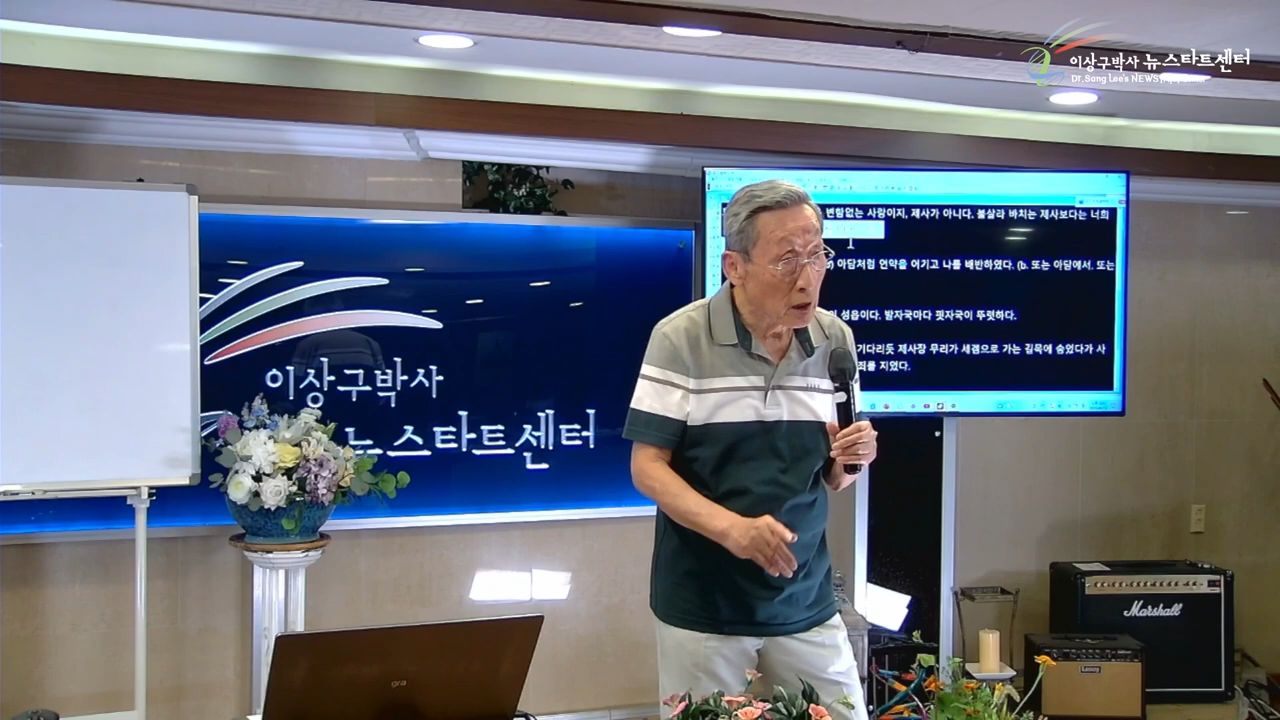 이상구박사 뉴스타트센터
Dr.Sang Lee's NEWSTART Center
변함없는 사랑이지, 제사가 아니다. 불살라 바치는 제사보다는 너희
아담처럼 언약을 어기고 나를 배반하였다. (b. 또는 아담에서. 또는
성읍이다. 발자국마다 핏자국이 뚜렷하다.
기다리듯 제사장 무리가 세겜으로 가는 길목에 숨었다가 사
죄를 지었다.
이상구박사
뉴스타트센터
gra
Marshall
Laney